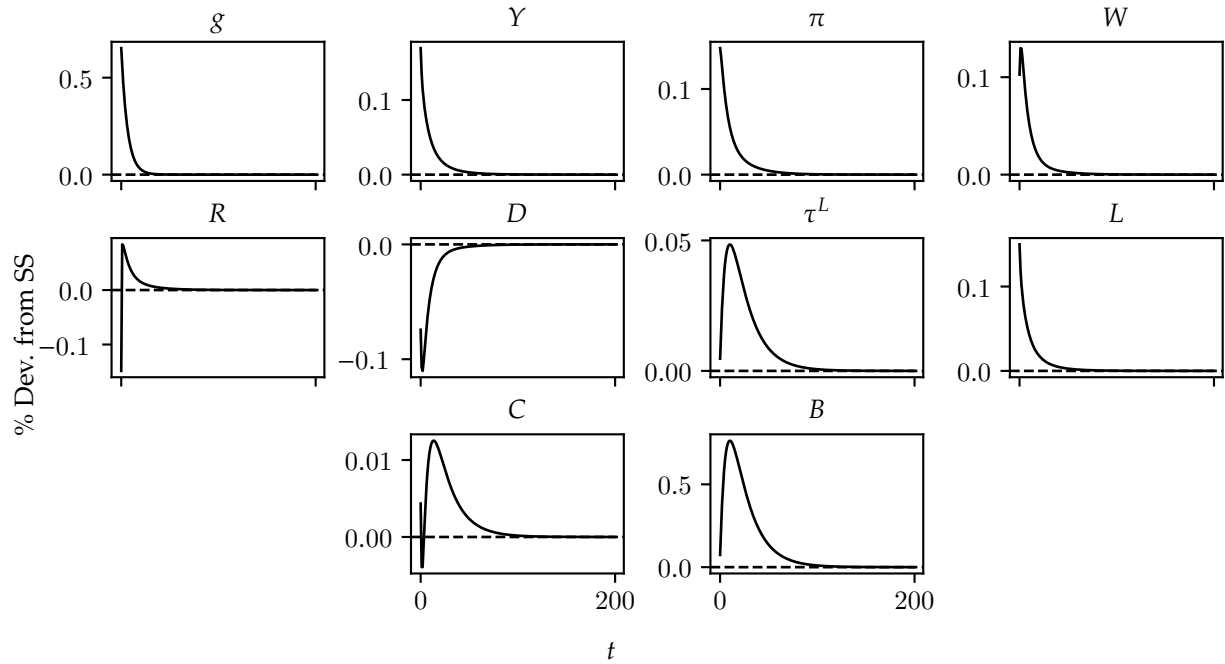 g Y π W
0.5 0.1 0.1 0.1
0.0 0.0 0.0 0.0
R D τ^L L
0.0 0.0 0.05 0.1
−0.1 −0.1 0.00 0.0
% Dev. from SS
C B
0.01 0.5
0.00 0.0
0 200 0 200
t